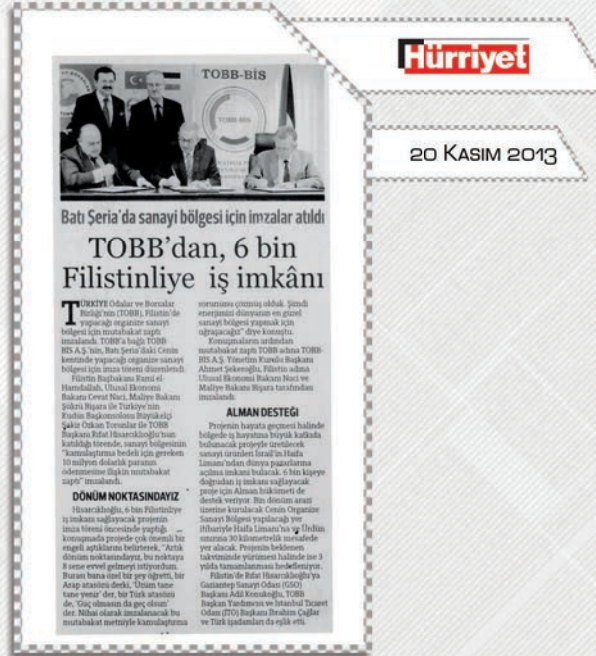 Hürriyet
20 KASIM 2013
TOBB-BİS
TOBB-BİS
Batı Şeria'da sanayi bölgesi için imzalar atıldı
TOBB'dan, 6 bin
Filistinliye iş imkânı
TÜRKİYE Odalar ve Borsalar
Birliği'nin (TOBB), Filistin'de
yapacağı organize sanayi
bölgesi için mutabakat zaptı
imzalandı. TOBB'a bağlı TOBB
BİS A.Ş.'nin, Batı Şeria'daki Cenin
kentinde yapacağı organize sanayi
bölgesi için imza töreni düzenlendi.
Filistin Başbakanı Rami el-
Hamdallah, Ulusal Ekonomi
Bakanı Cevat Naci, Maliye Bakanı
Şükrü Bişara ile Türkiye'nin
Kudüs Başkonsolosu Büyükelçi
Şakir Özkan Torunlar ile TOBB
Başkanı Rifat Hisarcıklıoğlu'nun
katıldığı törende, sanayi bölgesinin
"kamulaştırma bedeli için gereken
10 milyon dolarlık paranın
ödenmesine ilişkin mutabakat
zaptı" imzalandı.
DÖNÜM NOKTASINDAYIZ
Hisarcıklıoğlu, 6 bin Filistinliye
iş imkanı sağlayacak projenin
imza töreni öncesinde yaptığı
konuşmada projede çok önemli bir
engeli aştıklarını belirterek, "Artık
dönüm noktasındayız, bu noktaya
8 sene evvel gelmeyi istiyordum.
Burası bana özel bir şey öğretti, bir
Arap atasözü derki, 'Üzüm tane
tane yenir' der, bir Türk atasözü
de, 'Güç olmasın da geç olsun'
der. Nihai olarak imzalanacak bu
mutabakat metniyle kamulaştırma
sorununu çözmüş olduk. Şimdi
enerjimizi dünyanın en güzel
sanayi bölgesi yapmak için
uğraşacağız" diye konuştu.
Konuşmaların ardından
mutabakat zaptı TOBB adına TOBB-
BİS A.Ş. Yönetim Kurulu Başkanı
Ahmet Şekeroğlu, Filistin adına
Ulusal Ekonomi Bakanı Naci ve
Maliye Bakanı Bişara tarafından
imzalandı.
ALMAN DESTEĞİ
Projenin hayata geçmesi halinde
bölgede iş hayatına büyük katkıda
bulunacak projeyle üretilecek
sanayi ürünleri İsrail'in Haifa
Limanı'ndan dünya pazarlarına
açılma imkanı bulacak. 6 bin kişiye
doğrudan iş imkanı sağlayacak
proje için Alman hükümeti de
destek veriyor. Bin dönüm arazi
üzerine kurulacak Cenin Organize
Sanayi Bölgesi yapılacağı yer
itibariyle Haifa Limanı'na ve Ürdün
sınırına 30 kilometrelik mesafede
yer alacak. Projenin beklenen
takviminde yürümesi halinde ise 3
yılda tamamlanması hedefleniyor.
Filistin'de Rifat Hisarcıklıoğlu'ya
Gaziantep Sanayi Odası (GSO)
Başkanı Adil Konukoğlu, TOBB
Başkan Yardımcısı ve İstanbul Ticaret
Odası (İTO) Başkanı İbrahim Çağlar
ve Türk işadamları da eşlik etti.